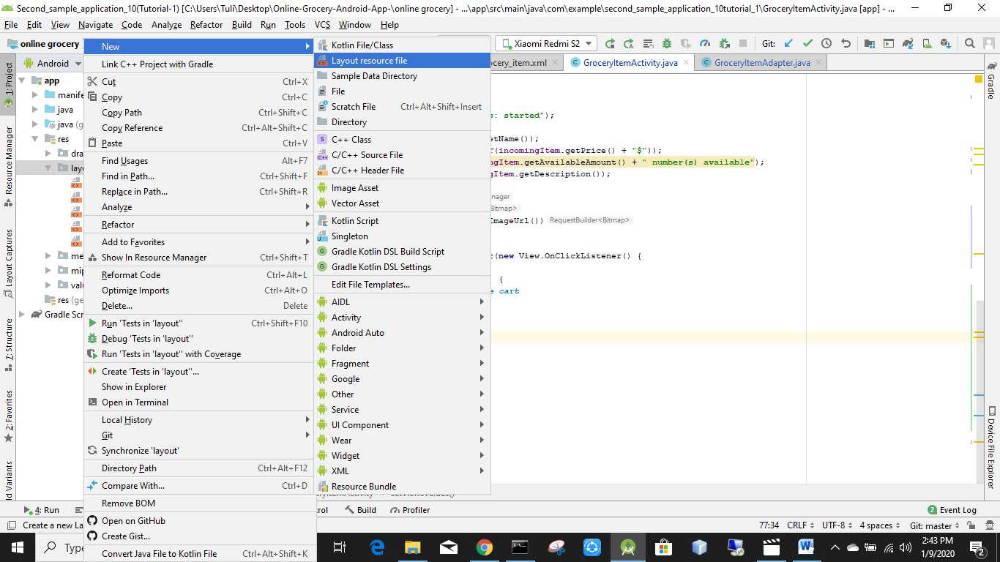 Second_sample_application_10(Tutorial-1) [C:\Users\Tuli\Desktop\Online-Grocery-Android-App-\online grocery] - ...\app\src\main\java\com\example\second_sample_application_10tutorial_1\GroceryItemActivity.java [app] - ...
File Edit View Navigate Code Analyze Refactor Build Run Tools VCS Window Help
online grocery
Xiaomi Redmi S2
Git:
Android
ocery_item.xml
GroceryItemActivity.java
GroceryItemAdapter.java
1: Project
Resource Manager
Layout Captures
7: Structure
2: Favorites
ld Variants
app
manife
java
java (g
res
dra
layo
me
mip
valu
res (ge
Gradle Scr
New
Link C++ Project with Gradle
Cut Ctrl+X
Copy Ctrl+C
Copy Path Ctrl+Shift+C
Copy Reference Ctrl+Alt+Shift+C
Paste Ctrl+V
Find Usages Alt+F7
Find in Path... Ctrl+Shift+F
Replace in Path... Ctrl+Shift+R
Analyze
Refactor
Add to Favorites
Show In Resource Manager Ctrl+Shift+T
Reformat Code Ctrl+Alt+L
Optimize Imports Ctrl+Alt+O
Delete... Delete
Run 'Tests in 'layout'' Ctrl+Shift+F10
Debug 'Tests in 'layout''
Run 'Tests in 'layout'' with Coverage
Create 'Tests in 'layout''...
Show in Explorer
Open in Terminal
Local History
Git
Synchronize 'layout'
Directory Path Ctrl+Alt+F12
Compare With... Ctrl+D
Remove BOM
Open on GitHub
Create Gist...
Convert Java File to Kotlin File Ctrl+Alt+Shift+K
Kotlin File/Class
Layout resource file
Sample Data Directory
File
Scratch File Ctrl+Alt+Shift+Insert
Directory
C++ Class
C/C++ Source File
C/C++ Header File
Image Asset
Vector Asset
Kotlin Script
Singleton
Gradle Kotlin DSL Build Script
Gradle Kotlin DSL Settings
Edit File Templates...
AIDL
Activity
Android Auto
Folder
Fragment
Google
Other
Service
UI Component
Wear
Widget
XML
Resource Bundle
s: started");
etName());
f(incomingItem.getPrice() + "$"));
ngItem.getAvailableAmount() + " number(s) available");
ngItem.getDescription());
nager
Bitmap>
ImageUrl()) RequestBuilder<Bitmap>
r(new View.OnClickListener() {
{
e cart
Gradle
Device File Explorer
4: Run
rol
Build
Profiler
Event Log
2
Create a new La
77:34 CRLF UTF-8 4 spaces Git: master
Type
2:43 PM
1/9/2020
2